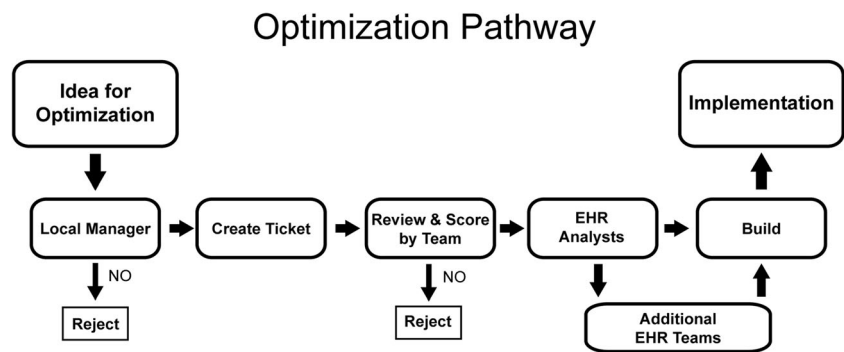 Optimization Pathway
Idea for
Optimization
Implementation
Local Manager
Create Ticket
Review & Score
by Team
EHR
Analysts
Build
NO
NO
Reject
Reject
Additional
EHR Teams